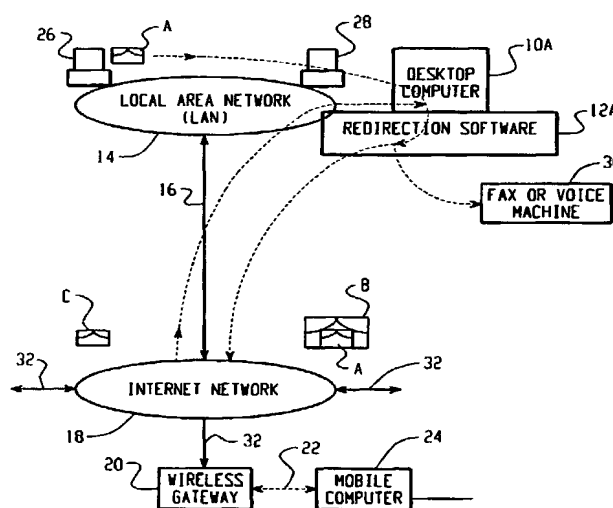 26
A
28
10A
DESKTOP
COMPUTER
LOCAL AREA NETWORK
(LAN)
REDIRECTION SOFTWARE
12A
14
16
FAX OR VOICE
MACHINE
C
B
A
32
INTERNET NETWORK
32
18
32
20
WIRELESS
GATEWAY
22
24
MOBILE
COMPUTER